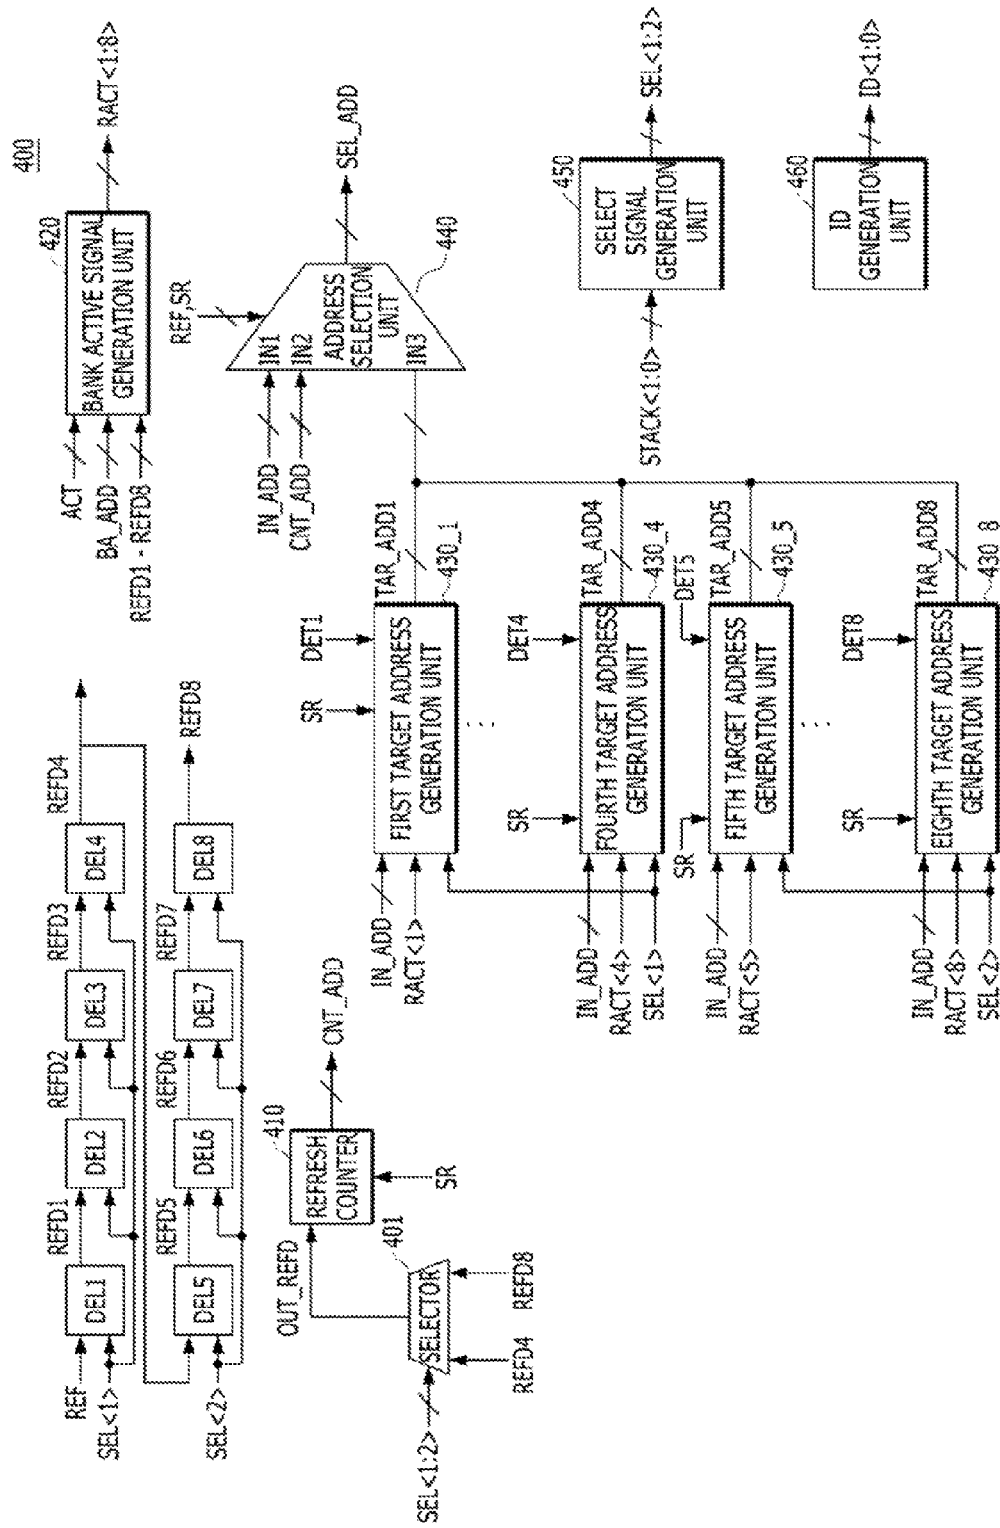 400
REF
SEL<1>
DEL1
REFD1
DEL2
REFD2
DEL3
REFD3
DEL4
REFD4
SEL<2>
DEL5
REFD5
DEL6
REFD6
DEL7
REFD7
DEL8
REFD8
ACT
BA_ADD
REFD1 - REFD8
420
BANK ACTIVE SIGNAL
GENERATION UNIT
RACT<1:8>
SEL<1:2>
401
SELECTOR
REFD4
REFD8
OUT_REFD
410
REFRESH
COUNTER
SR
CNT_ADD
IN_ADD
CNT_ADD
REF,SR
IN1
IN2
IN3
ADDRESS
SELECTION
UNIT
440
SEL_ADD
IN_ADD
RACT<1>
SR
DET1
FIRST TARGET ADDRESS
GENERATION UNIT
TAR_ADD1
430_1
IN_ADD
RACT<4>
SEL<1>
SR
DET4
FOURTH TARGET ADDRESS
GENERATION UNIT
TAR_ADD4
430_4
IN_ADD
RACT<5>
SR
DET5
FIFTH TARGET ADDRESS
GENERATION UNIT
TAR_ADD5
430_5
IN_ADD
RACT<8>
SEL<2>
SR
DET8
EIGHTH TARGET ADDRESS
GENERATION UNIT
TAR_ADD8
430_8
STACK<1:0>
450
SELECT
SIGNAL
GENERATION
UNIT
SEL<1:2>
460
ID
GENERATION
UNIT
ID<1:0>